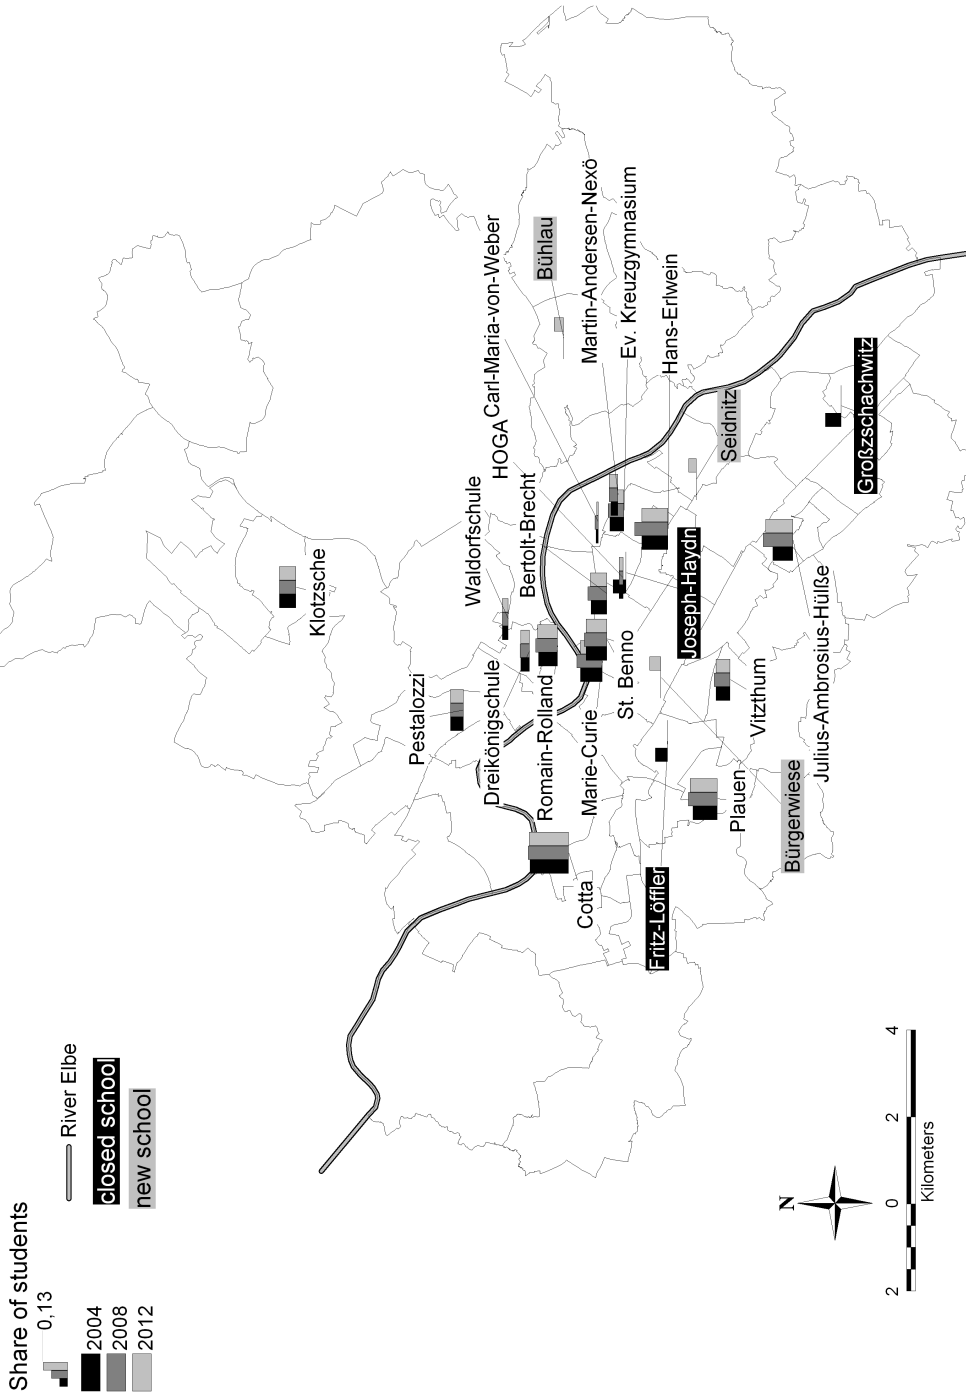 Share of students
0,13
2004
2008
2012
River Elbe
closed school
new school
Klotzsche
Pestalozzi
Waldorfschule
Dreikönigschule
Bertolt-Brecht
HOGA
Carl-Maria-von-Weber
Bühlau
Martin-Andersen-Nexö
Ev. Kreuzgymnasium
Hans-Erlwein
Romain-Rolland
Marie-Curie
St. Benno
Cotta
Joseph-Haydn
Seidnitz
Fritz-Löffler
Plauen
Vitzthum
Bürgerwiese
Julius-Ambrosius-Hülße
Großzschachwitz
N
2 0 2 4
Kilometers